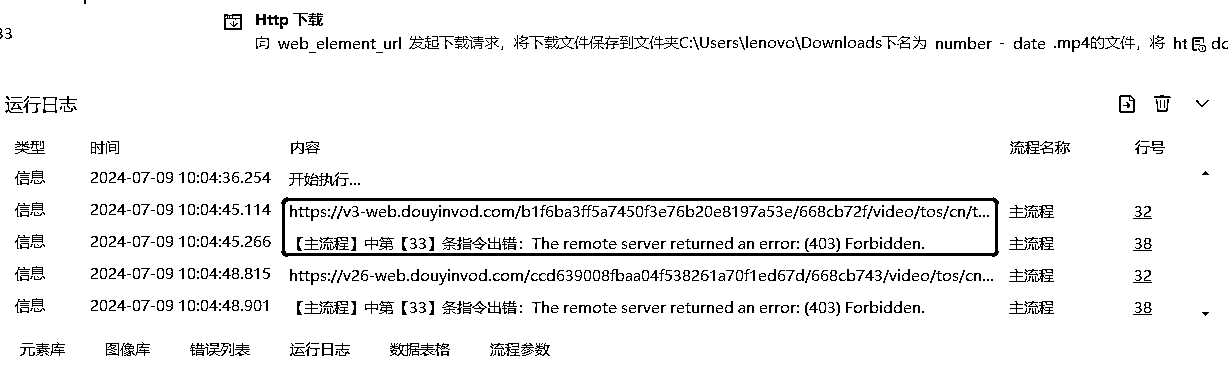 Http 下载
33
向 web_element_url 发起下载请求，将下载文件保存到文件夹C:\Users\lenovo\Downloads下名为 number - date .mp4的文件，将 ht do
运行日志
类型 时间 内容 流程名称 行号
信息 2024-07-09 10:04:36.254 开始执行...
信息 2024-07-09 10:04:45.114 https://v3-web.douyinvod.com/b1f6ba3ff5a7450f3e76b20e8197a53e/668cb72f/video/tos/cn/t... 主流程 32
信息 2024-07-09 10:04:45.266 【主流程】中第【33】条指令出错：The remote server returned an error: (403) Forbidden. 主流程 38
信息 2024-07-09 10:04:48.815 https://v26-web.douyinvod.com/ccd639008fbaa04f538261a70f1ed67d/668cb743/video/tos/cn... 主流程 32
信息 2024-07-09 10:04:48.901 【主流程】中第【33】条指令出错：The remote server returned an error: (403) Forbidden. 主流程 38
元素库 图像库 错误列表 运行日志 数据表格 流程参数